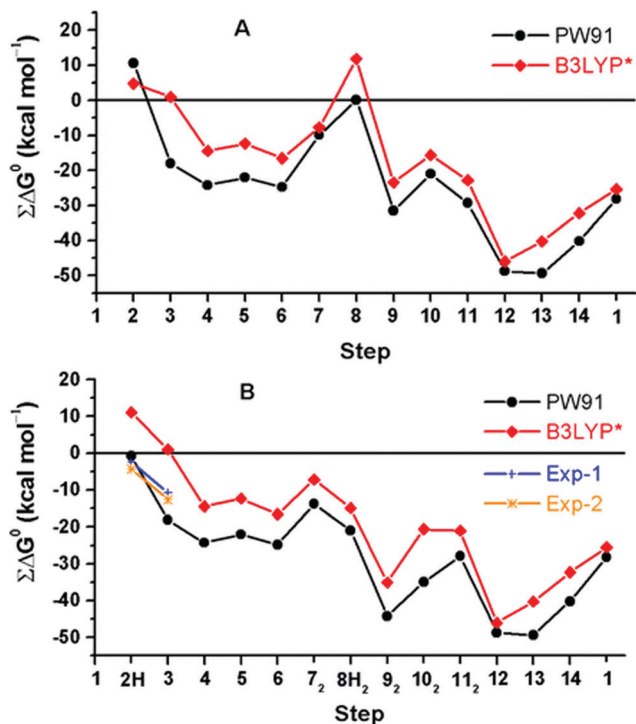 A
PW91
B3LYP*
ΣΔG⁰ (kcal mol⁻¹)
20
10
0
-10
-20
-30
-40
-50
1 2 3 4 5 6 7 8 9 10 11 12 13 14 1
Step
B
PW91
B3LYP*
Exp-1
Exp-2
ΣΔG⁰ (kcal mol⁻¹)
20
10
0
-10
-20
-30
-40
-50
1 2H 3 4 5 6 7₂ 8H₂ 9₂ 10₂ 11₂ 12 13 14 1
Step